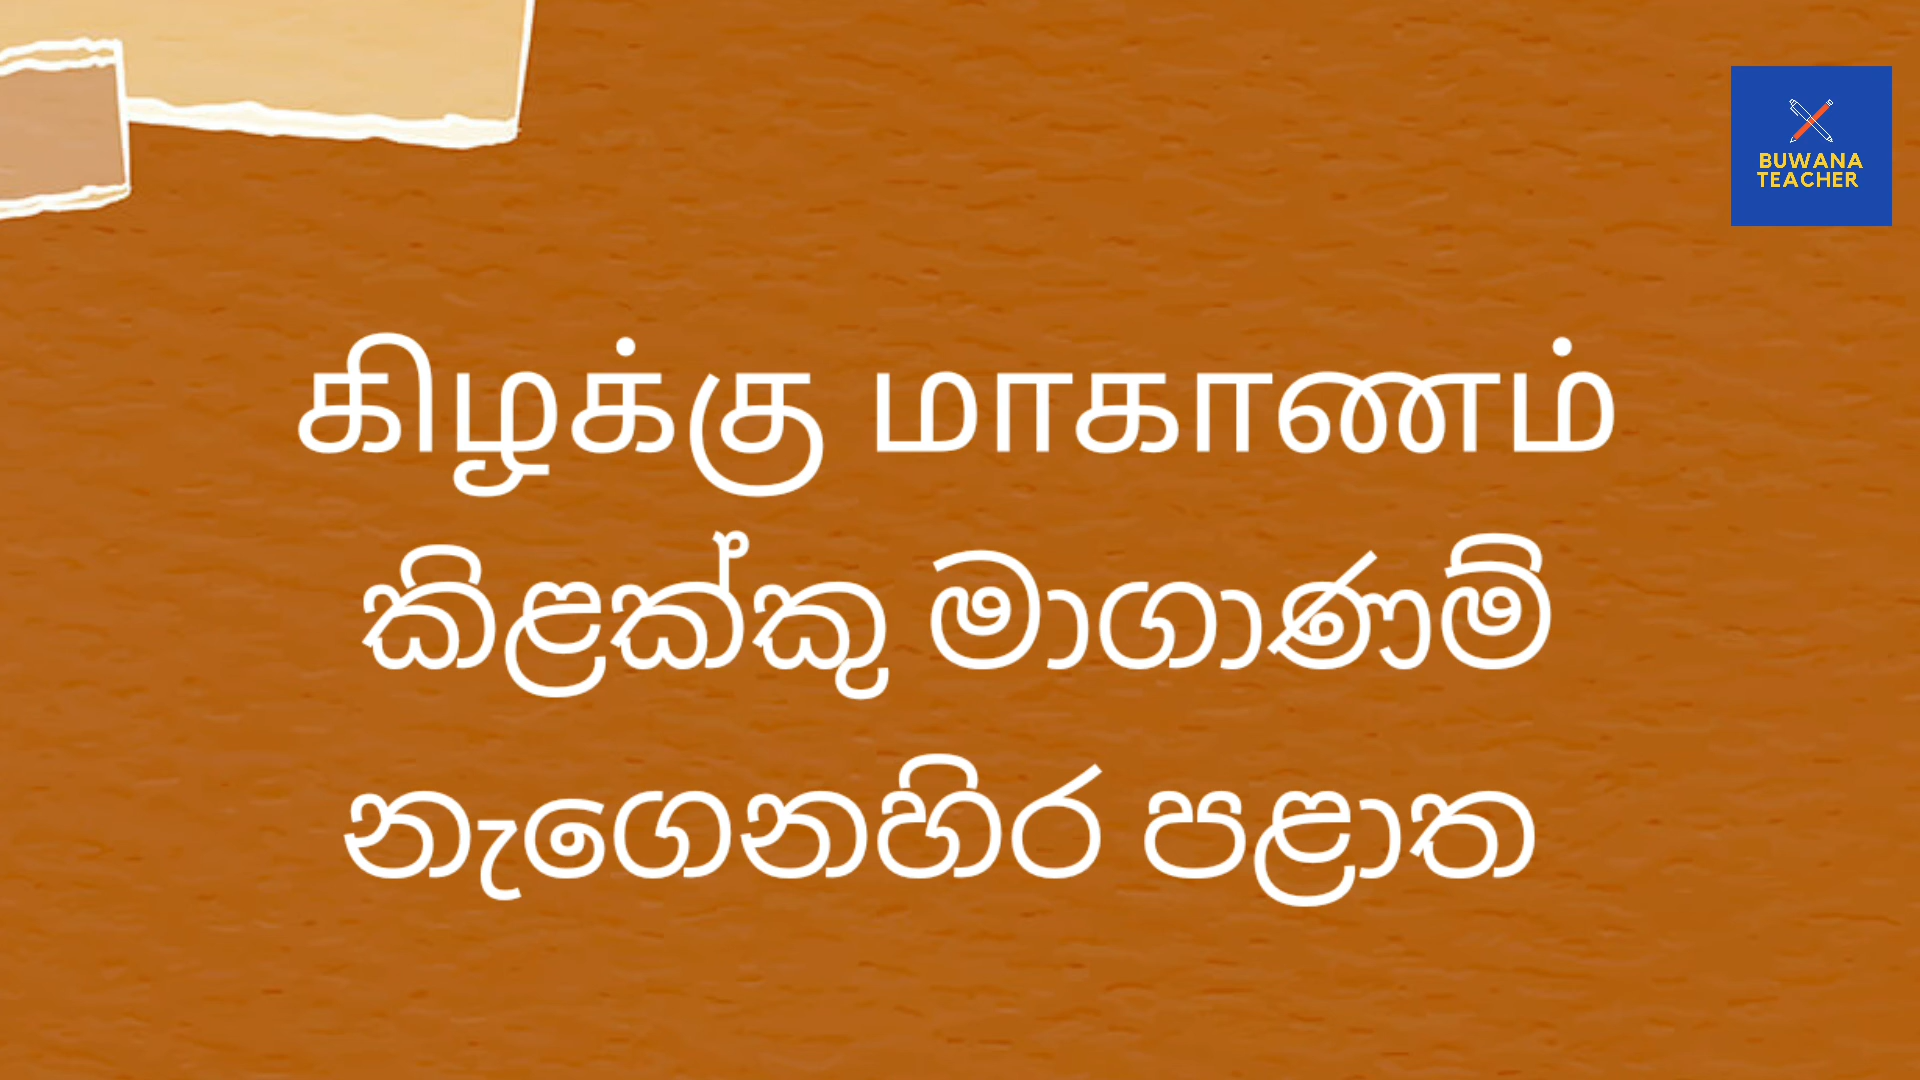 BUWANA
TEACHER
கிழக்கு மாகாணம்
කිළක්කු මාගාණම්
නැගෙනහිර පළාත